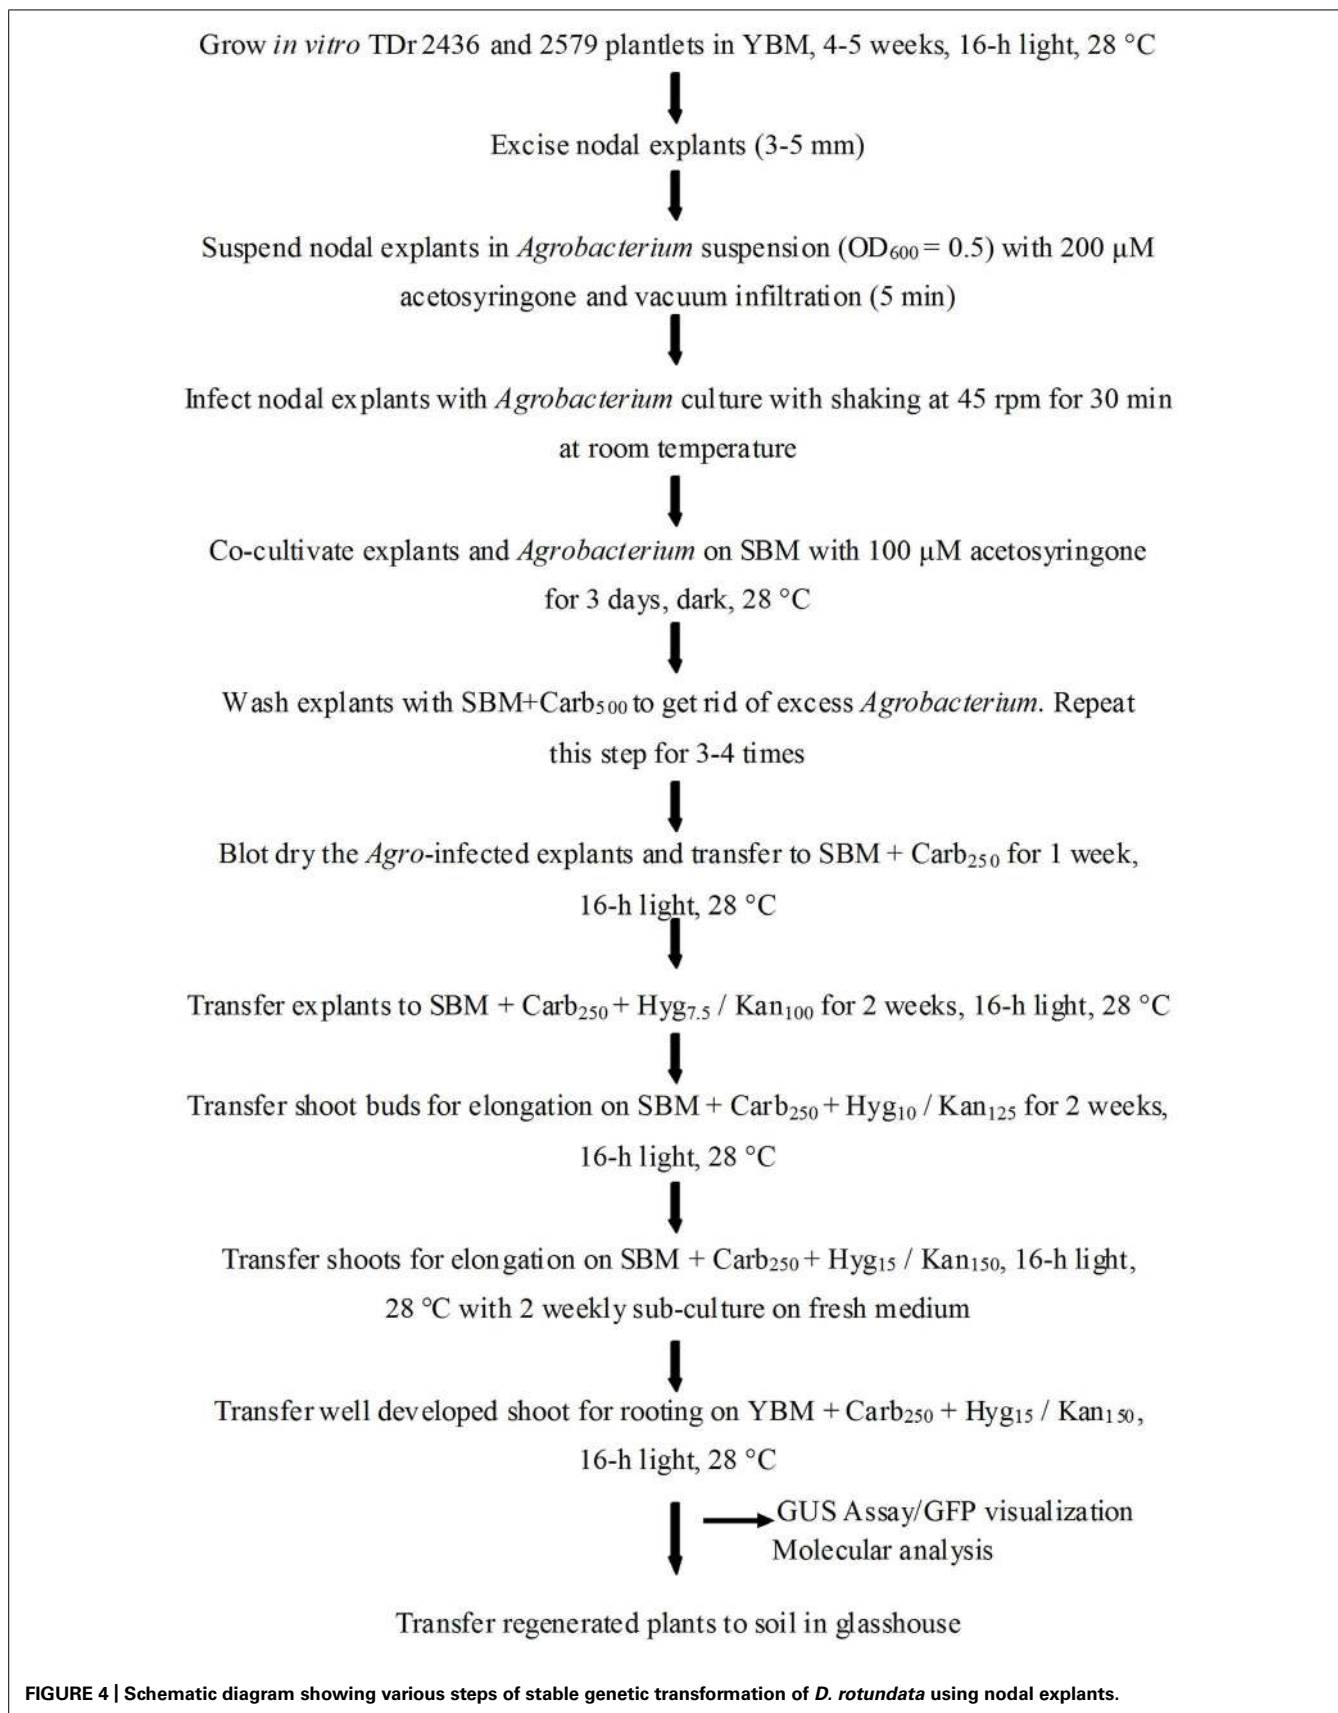 Grow in vitro TDr 2436 and 2579 plantlets in YBM, 4-5 weeks, 16-h light, 28 °C
Excise nodal explants (3-5 mm)
Suspend nodal explants in Agrobacterium suspension (OD600 = 0.5) with 200 µM
acetosyringone and vacuum infiltration (5 min)
Infect nodal explants with Agrobacterium culture with shaking at 45 rpm for 30 min
at room temperature
Co-cultivate explants and Agrobacterium on SBM with 100 µM acetosyringone
for 3 days, dark, 28 °C
Wash explants with SBM+Carb500 to get rid of excess Agrobacterium. Repeat
this step for 3-4 times
Blot dry the Agro-infected explants and transfer to SBM + Carb250 for 1 week,
16-h light, 28 °C
Transfer explants to SBM + Carb250 + Hyg7.5 / Kan100 for 2 weeks, 16-h light, 28 °C
Transfer shoot buds for elongation on SBM + Carb250 + Hyg10 / Kan125 for 2 weeks,
16-h light, 28 °C
Transfer shoots for elongation on SBM + Carb250 + Hyg15 / Kan150, 16-h light,
28 °C with 2 weekly sub-culture on fresh medium
Transfer well developed shoot for rooting on YBM + Carb250 + Hyg15 / Kan150,
16-h light, 28 °C
GUS Assay/GFP visualization
Molecular analysis
Transfer regenerated plants to soil in glasshouse
FIGURE 4 | Schematic diagram showing various steps of stable genetic transformation of D. rotundata using nodal explants.